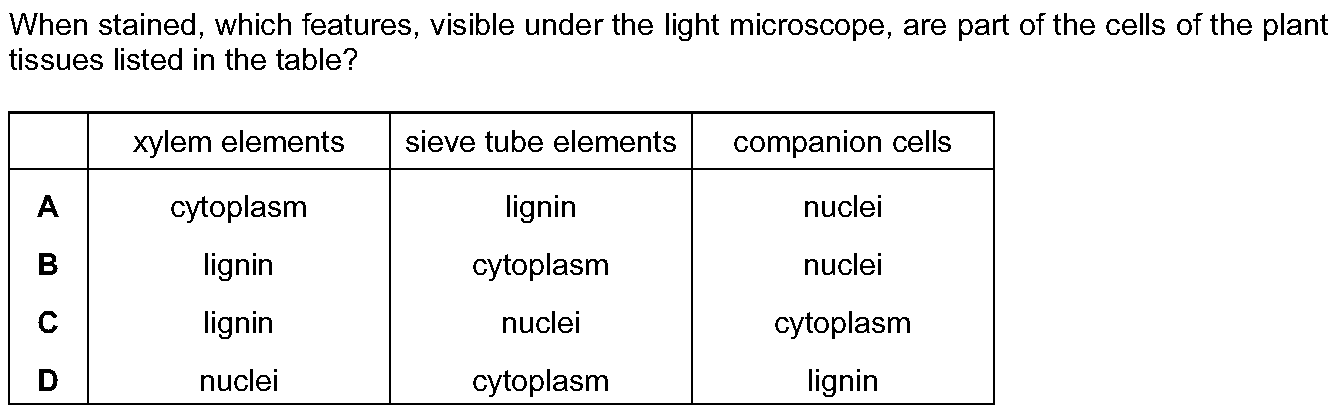 When stained, which features, visible under the light microscope, are part of the cells of the plant
tissues listed in the table?
xylem elements sieve tube elements companion cells
A cytoplasm lignin nuclei
B lignin cytoplasm nuclei
C lignin nuclei cytoplasm
D nuclei cytoplasm lignin